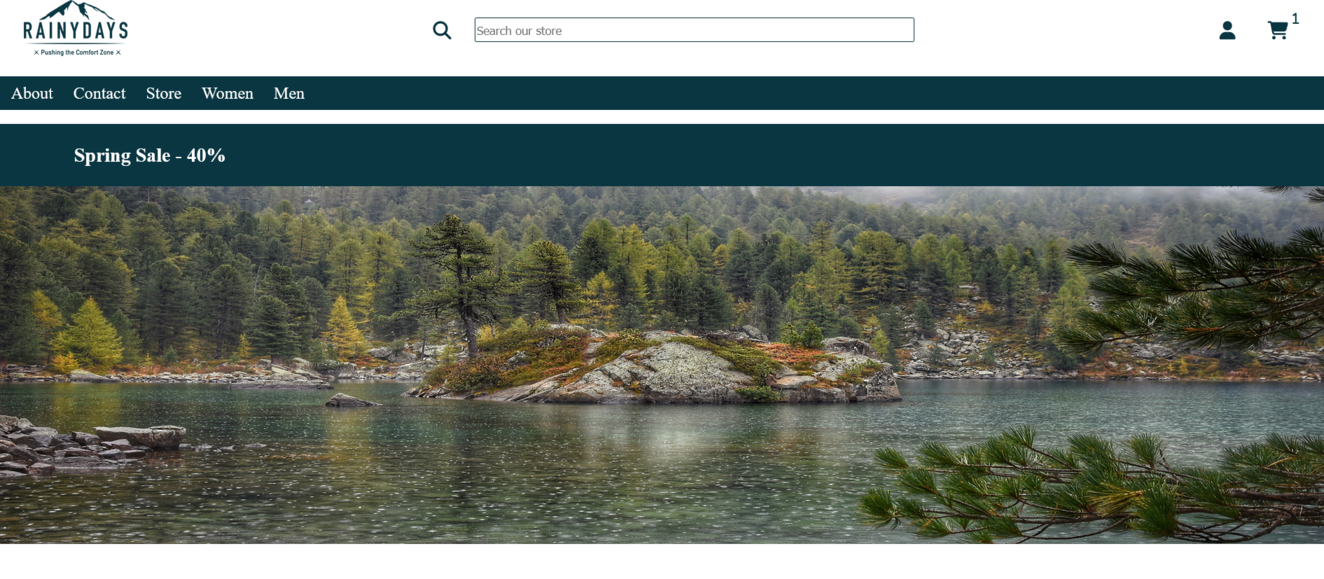 RAINYDAYS
× Pushing the Comfort Zone ×
Search our store
1
About Contact Store Women Men
Spring Sale - 40%